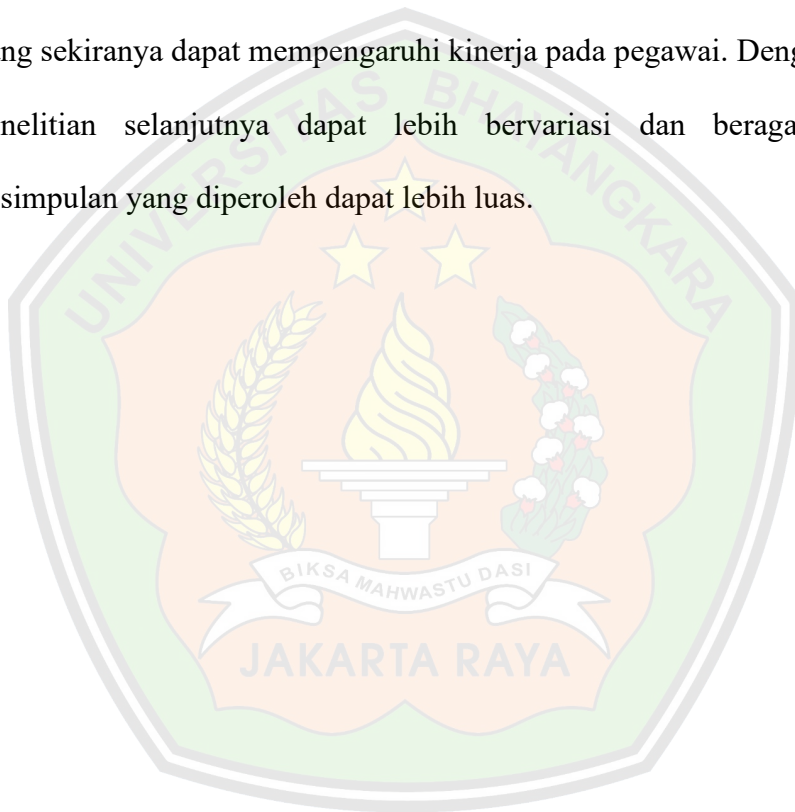 ng sekiranya dapat mempengaruhi kinerja pada pegawai. Deng
nelitian selanjutnya dapat lebih bervariasi dan beraga
simpulan yang diperoleh dapat lebih luas.
UNIVERSITAS BHAYANGKARA
BIKSA MAHWASTU DASI
JAKARTA RAYA